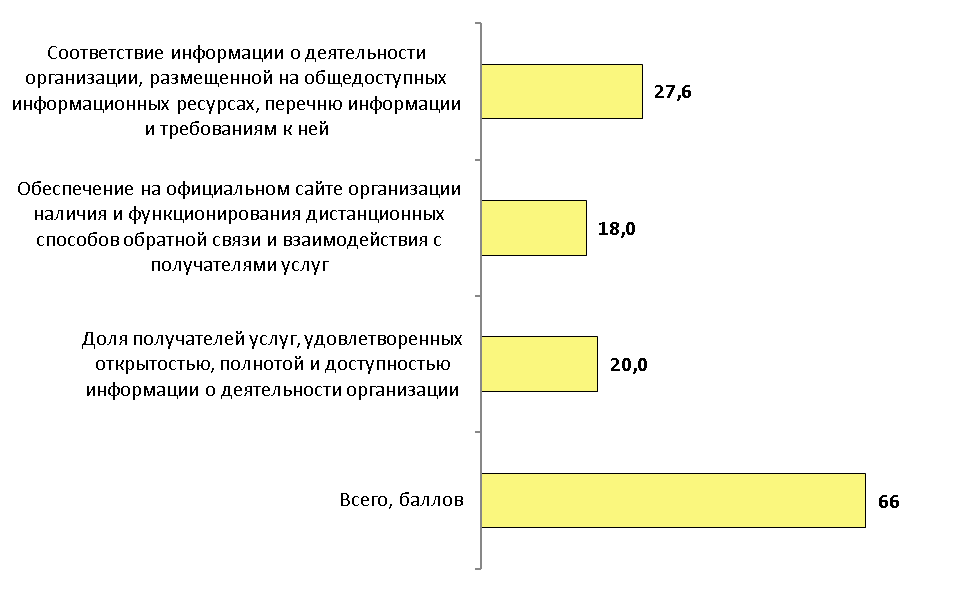 Соответствие информации о деятельности
организации, размещенной на общедоступных
информационных ресурсах, перечню информации
и требованиям к ней
27,6
Обеспечение на официальном сайте организации
наличия и функционирования дистанционных
способов обратной связи и взаимодействия с
получателями услуг
18,0
Доля получателей услуг, удовлетворенных
открытостью, полнотой и доступностью
информации о деятельности организации
20,0
Всего, баллов
66